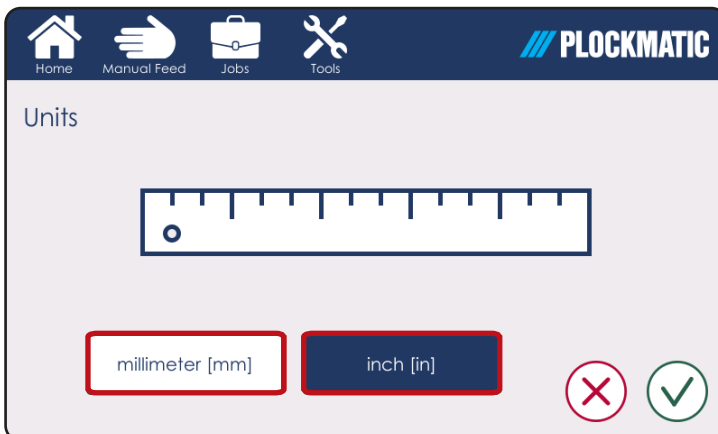 Home
Manual Feed
Jobs
Tools
PLOCKMATIC
Units
millimeter [mm]
inch [in]